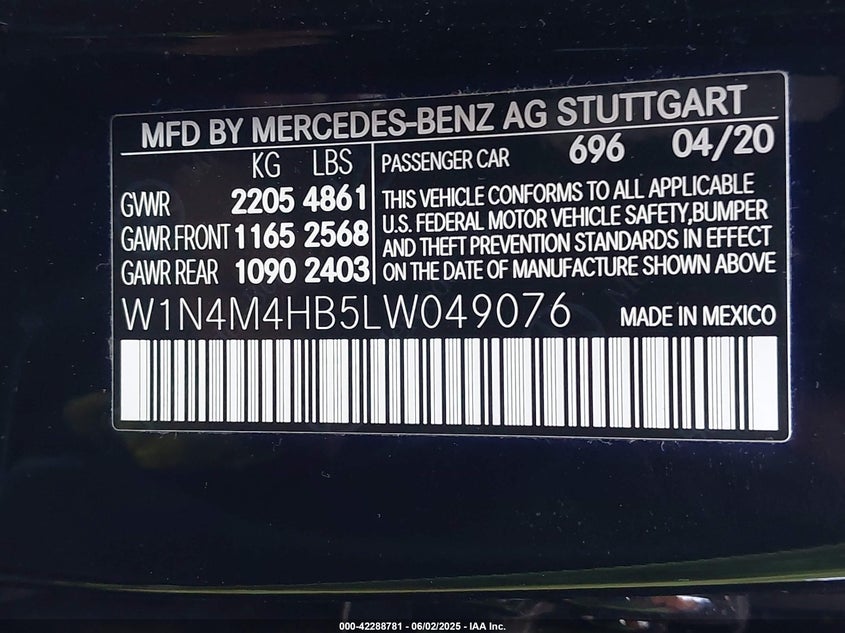 MFD BY MERCEDES-BENZ AG STUTTGART
KG LBS
GVWR 2205 4861
GAWR FRONT 1165 2568
GAWR REAR 1090 2403
PASSENGER CAR 696 04/20
THIS VEHICLE CONFORMS TO ALL APPLICABLE
U.S. FEDERAL MOTOR VEHICLE SAFETY,BUMPER
AND THEFT PREVENTION STANDARDS IN EFFECT
ON THE DATE OF MANUFACTURE SHOWN ABOVE
W1N4M4HB5LW049076 MADE IN MEXICO
000-42288781 - 06/02/2025 - IAA Inc.